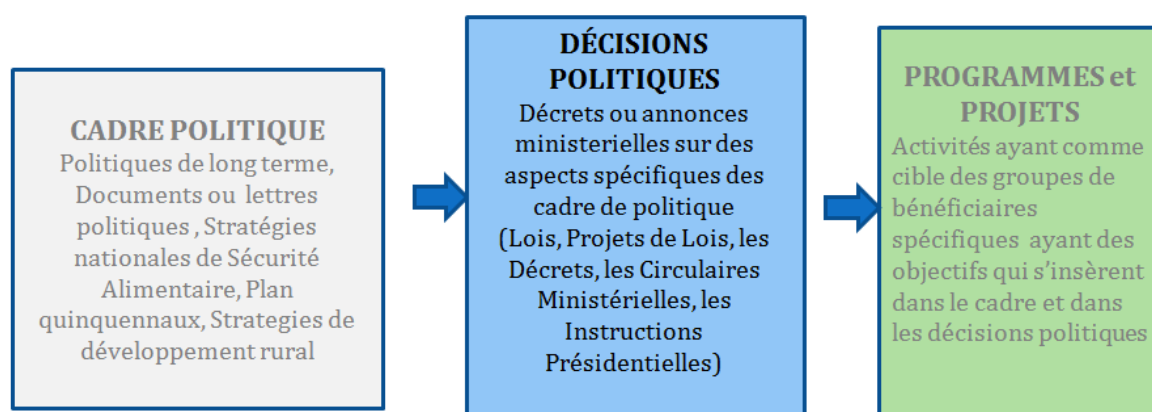 CADRE POLITIQUE
Politiques de long terme,
Documents ou lettres
politiques , Stratégies
nationales de Sécurité
Alimentaire, Plan
quinquennaux, Strategies de
développement rural
DÉCISIONS
POLITIQUES
Décrets ou annonces
ministerielles sur des
aspects spécifiques des
cadre de politique
(Lois, Projets de Lois, les
Décrets, les Circulaires
Ministérielles, les
Instructions
Présidentielles)
PROGRAMMES et
PROJETS
Activités ayant comme
cible des groupes de
bénéficiaires
spécifiques ayant des
objectifs qui s’insèrent
dans le cadre et dans
les décisions politiques